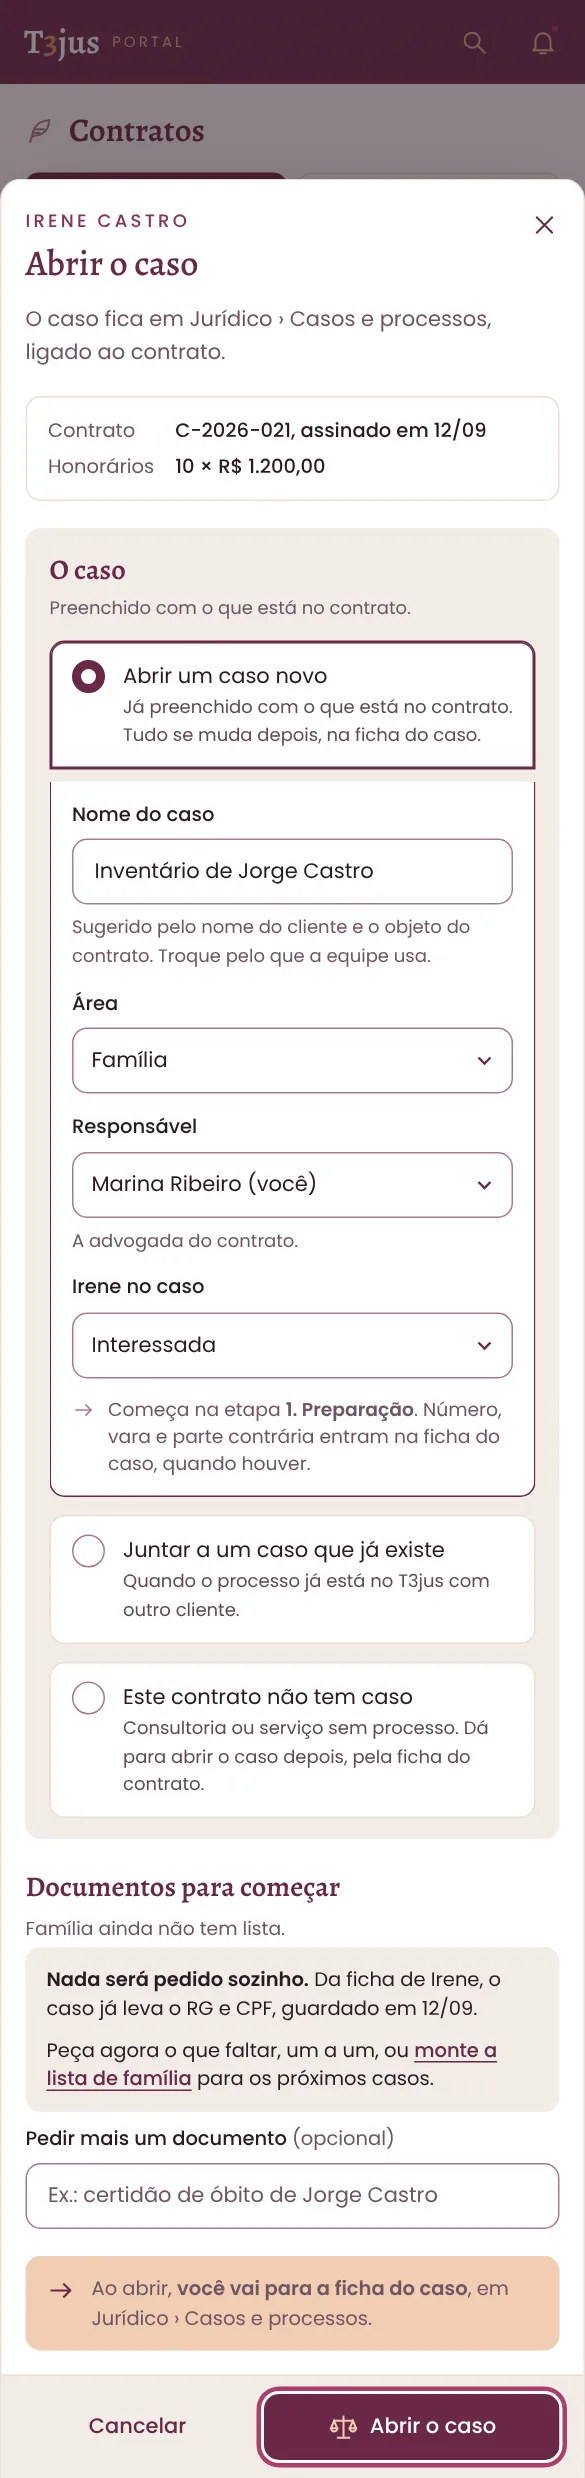 T3jus PORTAL
Contratos
IRENE CASTRO
Abrir o caso
O caso fica em Jurídico › Casos e processos,
ligado ao contrato.
Contrato C-2026-021, assinado em 12/09
Honorários 10 × R$ 1.200,00
O caso
Preenchido com o que está no contrato.
Abrir um caso novo
Já preenchido com o que está no contrato.
Tudo se muda depois, na ficha do caso.
Nome do caso
Inventário de Jorge Castro
Sugerido pelo nome do cliente e o objeto do
contrato. Troque pelo que a equipe usa.
Área
Família
Responsável
Marina Ribeiro (você)
A advogada do contrato.
Irene no caso
Interessada
→ Começa na etapa 1. Preparação. Número,
vara e parte contrária entram na ficha do
caso, quando houver.
Juntar a um caso que já existe
Quando o processo já está no T3jus com
outro cliente.
Este contrato não tem caso
Consultoria ou serviço sem processo. Dá
para abrir o caso depois, pela ficha do
contrato.
Documentos para começar
Família ainda não tem lista.
Nada será pedido sozinho. Da ficha de Irene, o
caso já leva o RG e CPF, guardado em 12/09.
Peça agora o que faltar, um a um, ou monte a
lista de família para os próximos casos.
Pedir mais um documento (opcional)
Ex.: certidão de óbito de Jorge Castro
→ Ao abrir, você vai para a ficha do caso, em
Jurídico › Casos e processos.
Cancelar
Abrir o caso